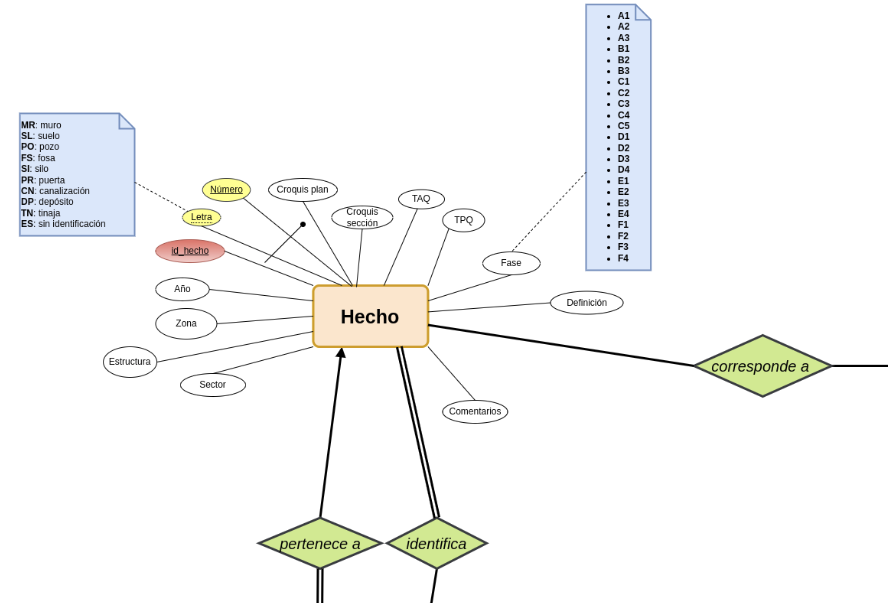 A1
A2
A3
B1
B2
B3
C1
C2
C3
C4
C5
D1
D2
D3
D4
E1
E2
E3
E4
F1
F2
F3
F4
MR: muro
SL: suelo
PO: pozo
FS: fosa
SI: silo
PR: puerta
CN: canalización
DP: depósito
TN: tinaja
ES: sin identificación
Número
Croquis plan
TAQ
Letra
Croquis
sección
TPQ
id_hecho
Fase
Año
Definición
Zona
Hecho
Estructura
corresponde a
Sector
Comentarios
pertenece a
identifica